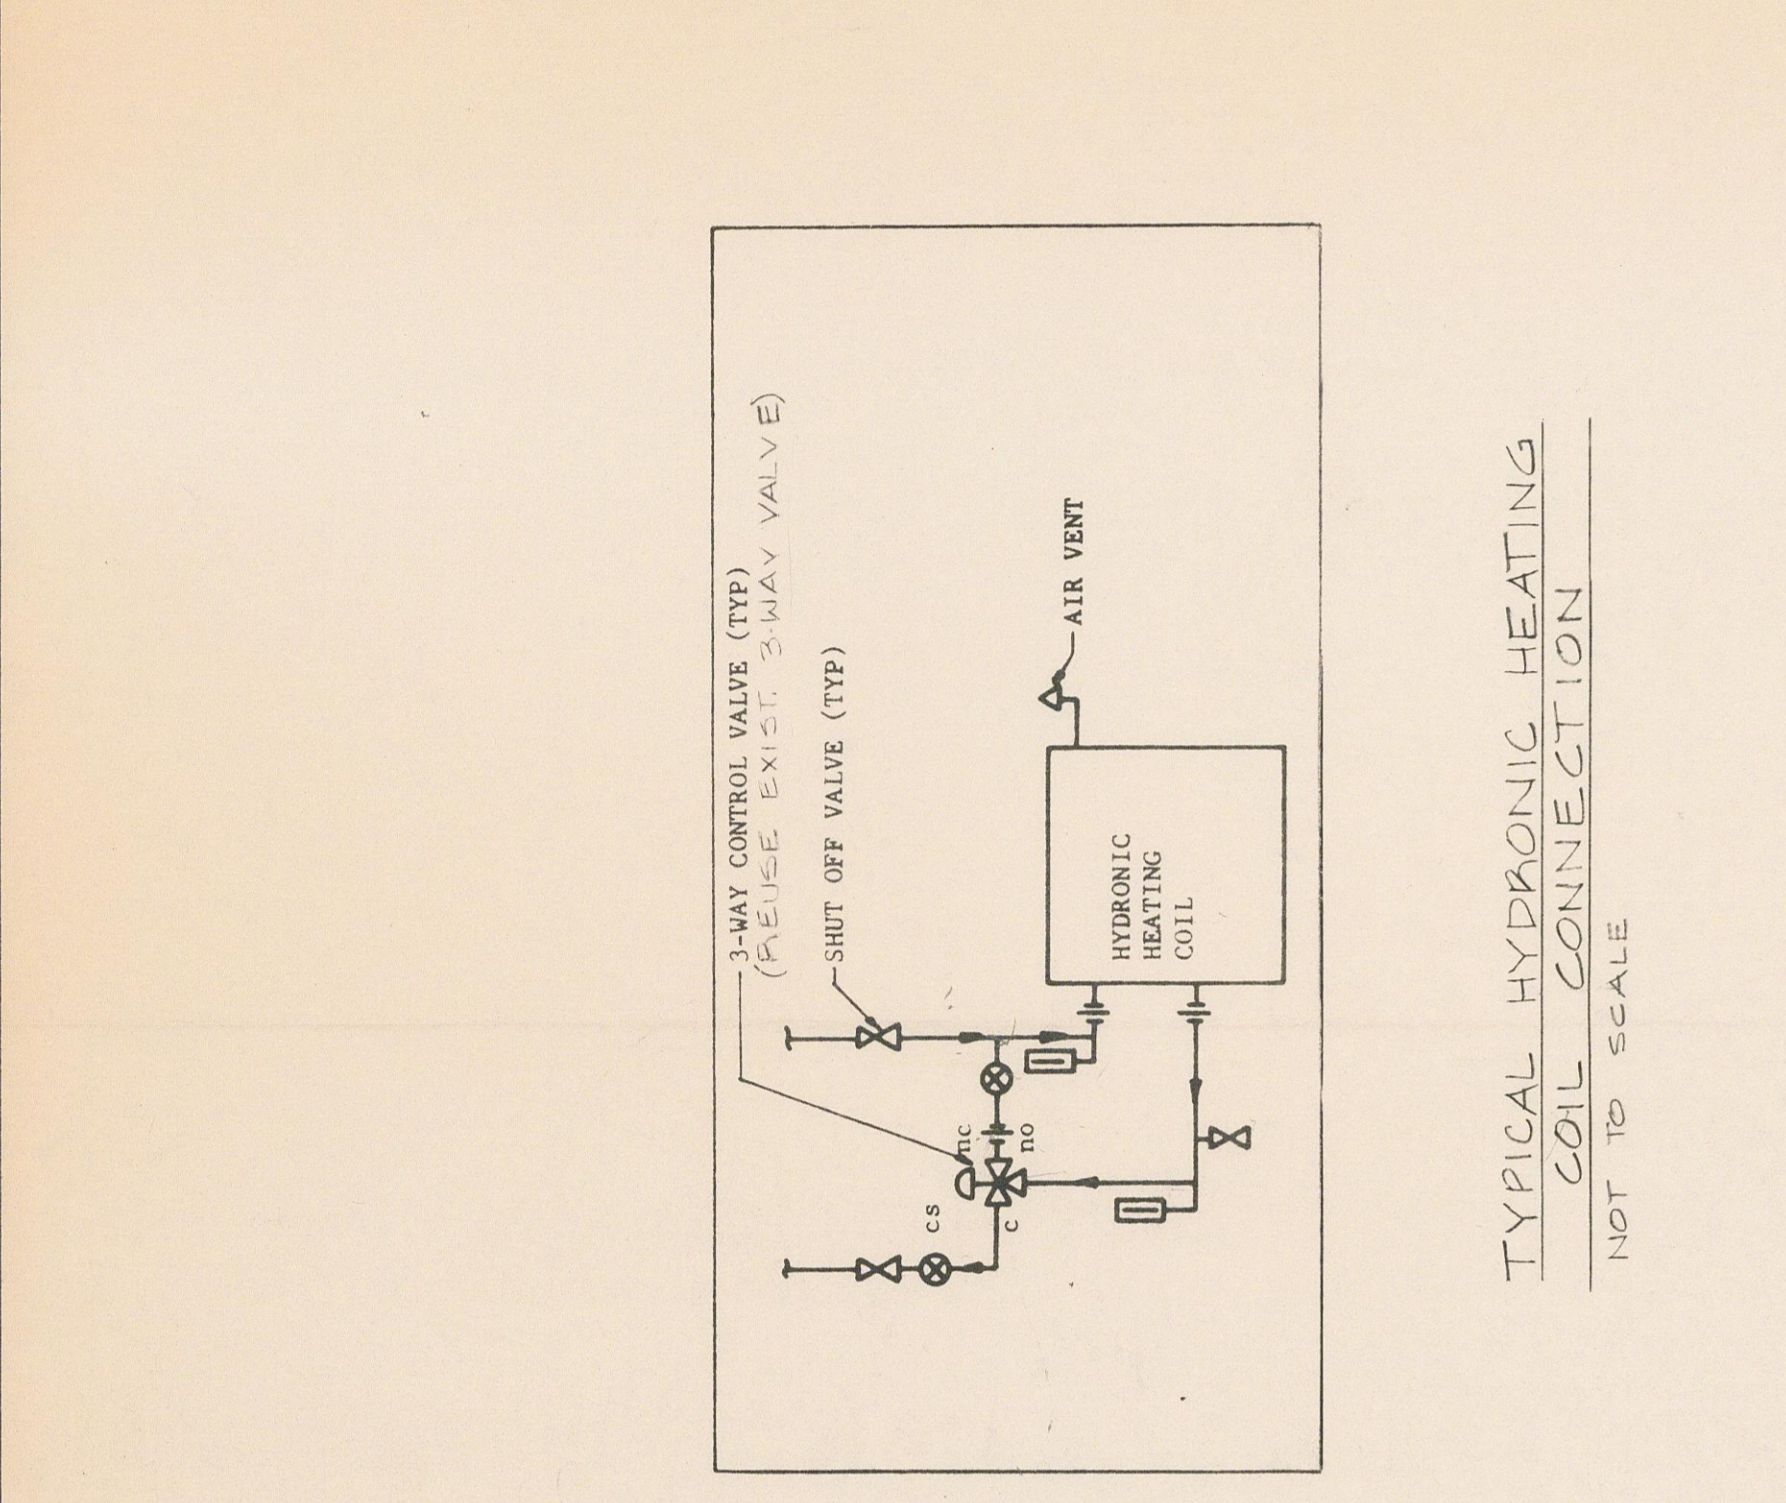 3-WAY CONTROL VALVE (TYP)
(REUSE EXIST. 3-WAY VALVE)
SHUT OFF VALVE (TYP)
AIR VENT
nc
no
cs
c
HYDRONIC
HEATING
COIL
TYPICAL HYDRONIC HEATING
COIL CONNECTION
NOT TO SCALE